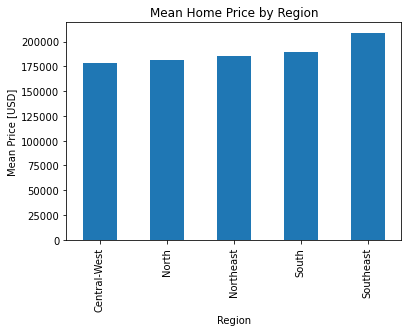 Mean Home Price by Region
Mean Price [USD]
200000
175000
150000
125000
100000
75000
50000
25000
0
Central-West
North
Northeast
South
Southeast
Region